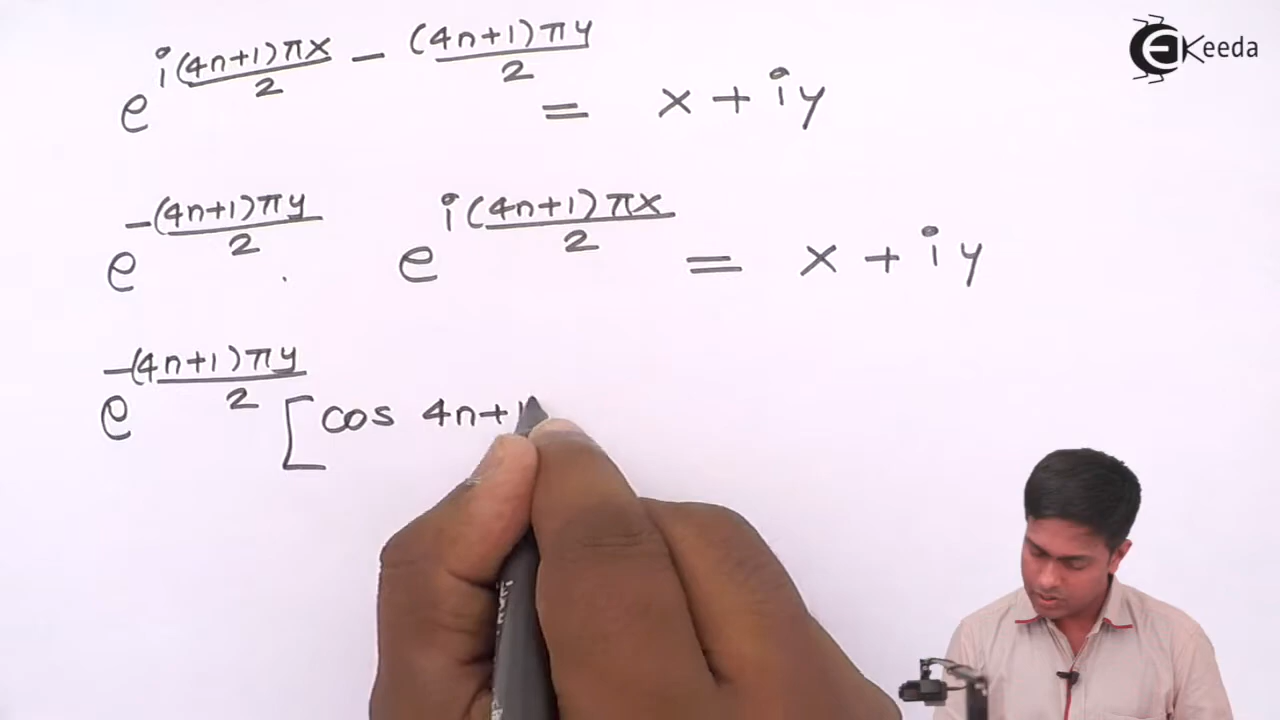 e^{i(4n+1)πx/2 - (4n+1)πy/2} = x + iy
e^{-(4n+1)πy/2} . e^{i(4n+1)πx/2} = x + iy
e^{-(4n+1)πy/2} [cos 4n+1
EKeeda